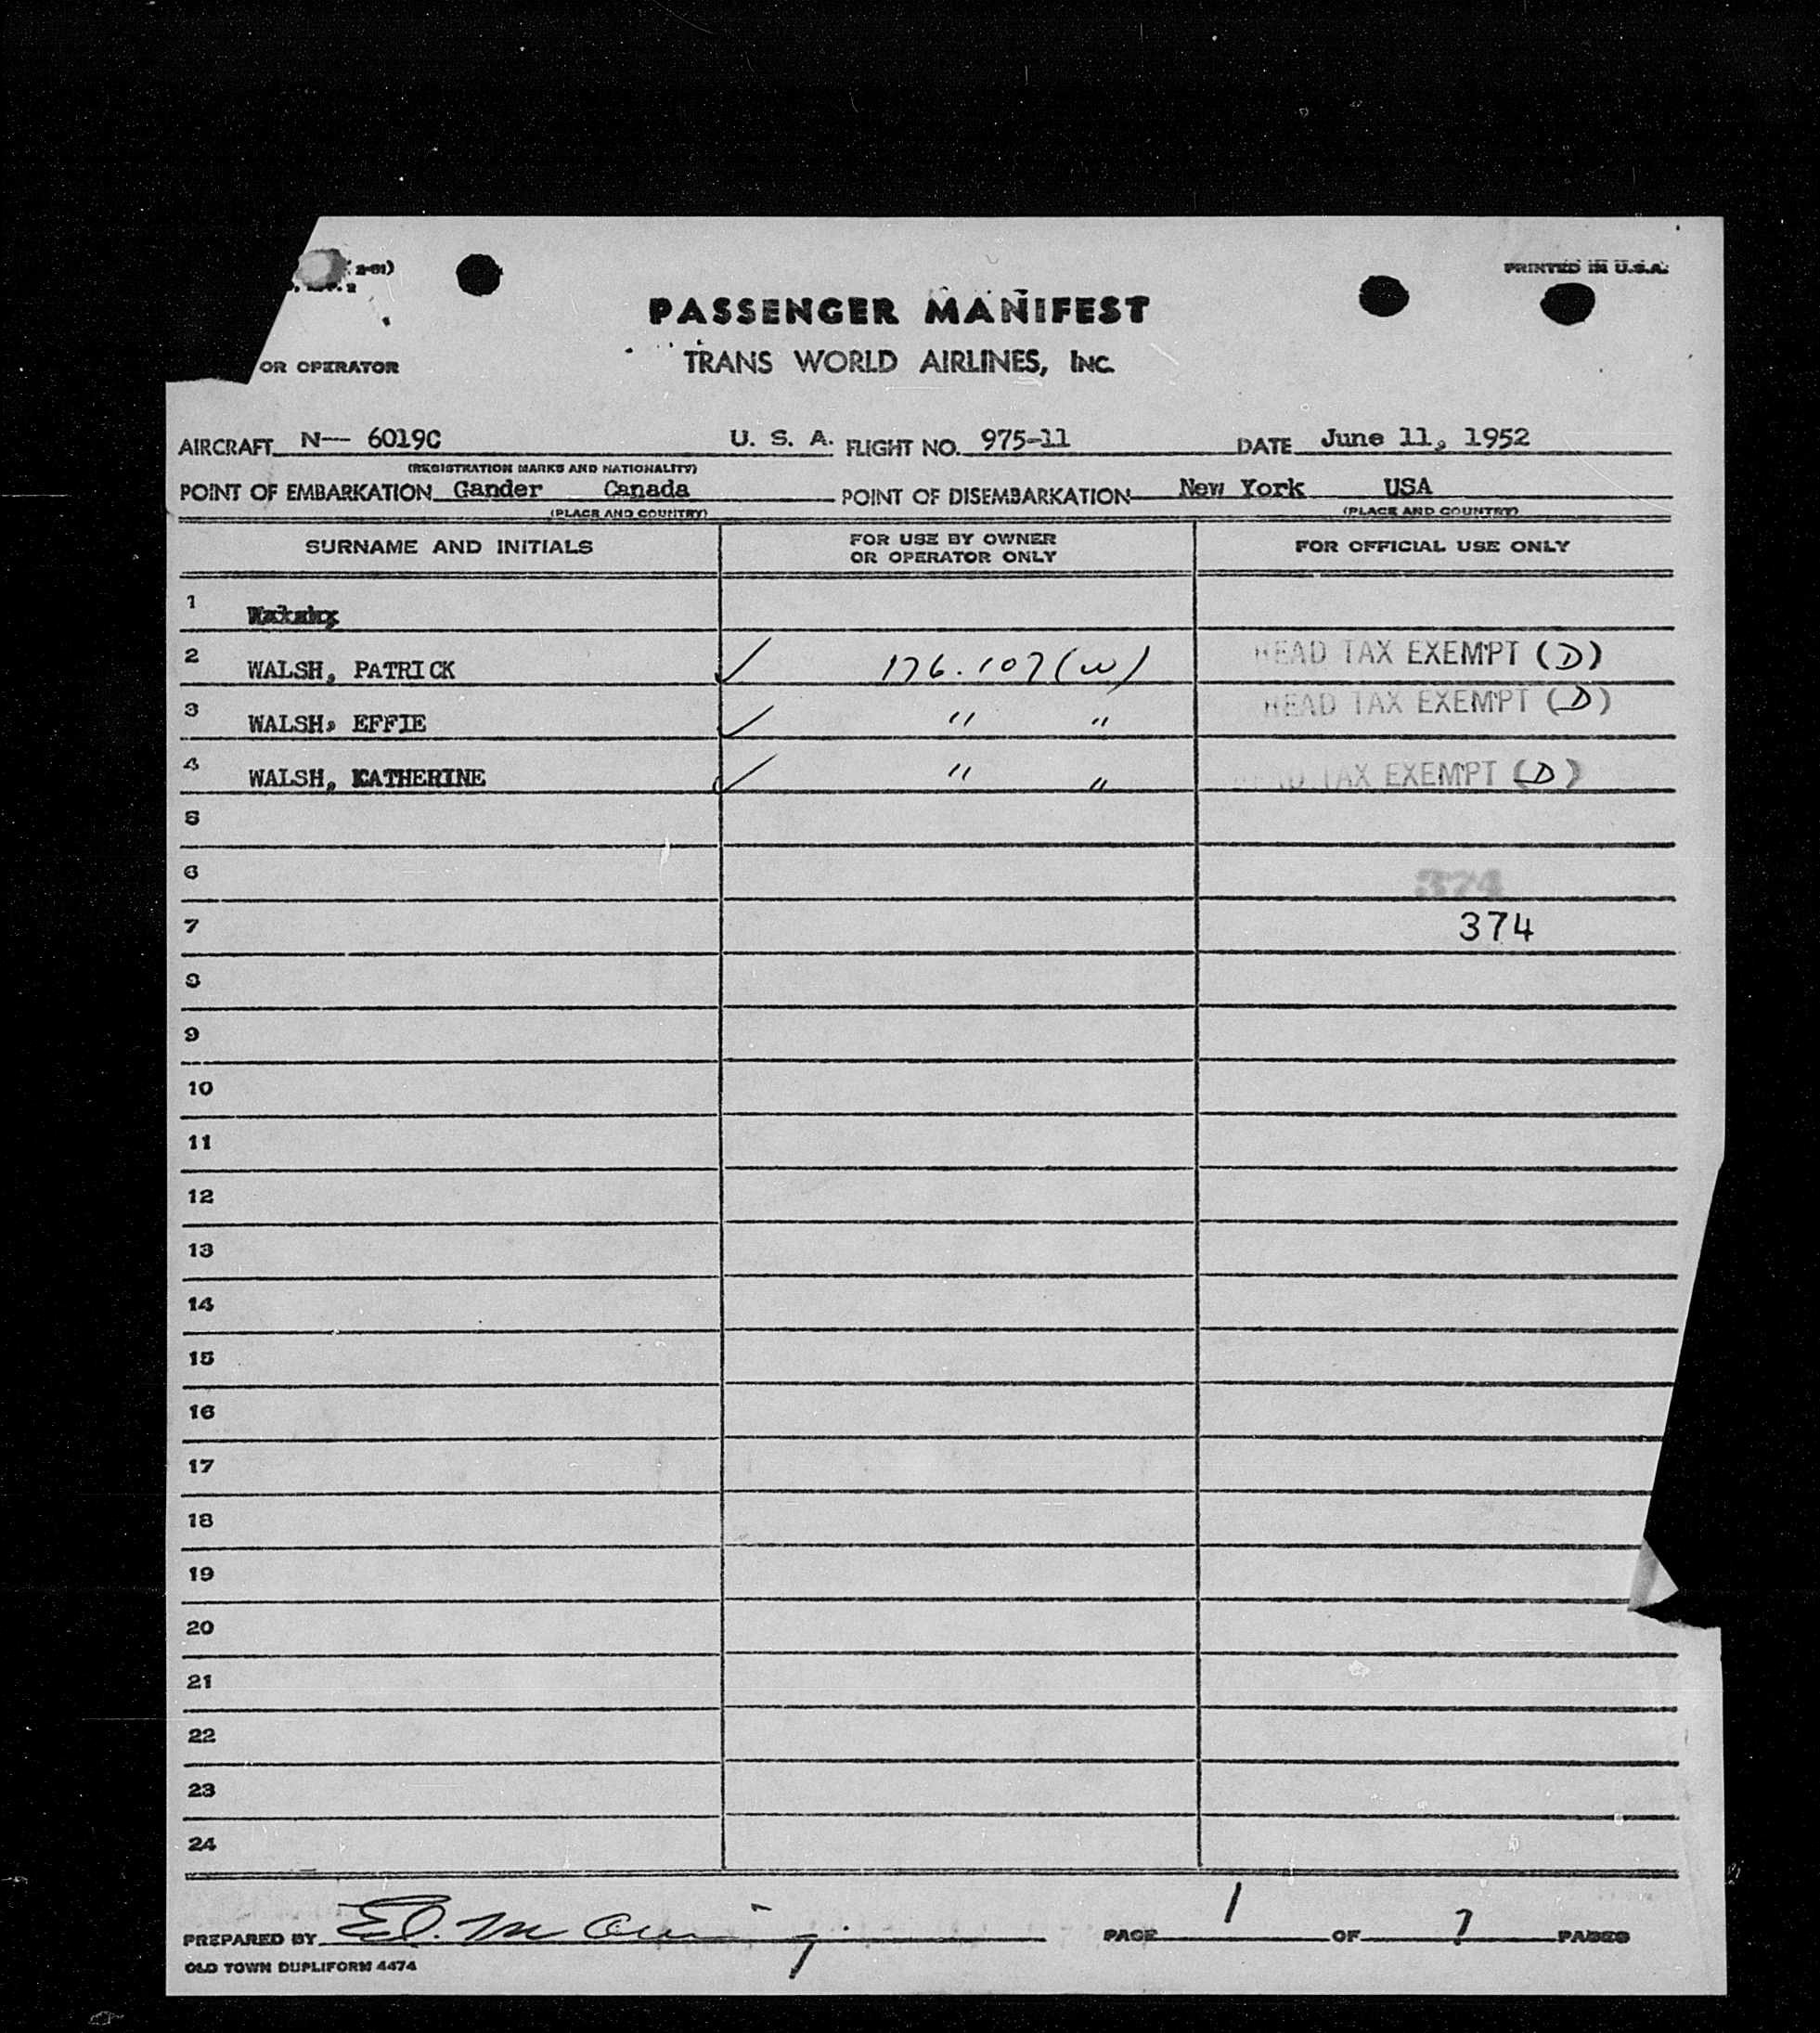 2-51)
PRINTED IN U.S.A.
PASSENGER MANIFEST
OR OPERATOR
TRANS WORLD AIRLINES, INC.
AIRCRAFT N-- 6019C U. S. A. FLIGHT NO. 975-11 DATE June 11, 1952
(REGISTRATION MARKS AND NATIONALITY)
POINT OF EMBARKATION Gander Canada POINT OF DISEMBARKATION New York USA
(PLACE AND COUNTRY) (PLACE AND COUNTRY)
SURNAME AND INITIALS FOR USE BY OWNER OR OPERATOR ONLY FOR OFFICIAL USE ONLY
1
2 WALSH, PATRICK ✓ 176.107(W) HEAD TAX EXEMPT (D)
3 WALSH, EFFIE ✓ " " HEAD TAX EXEMPT (D)
4 WALSH, KATHERINE ✓ " " HEAD TAX EXEMPT (D)
5
6 374
7 374
8
9
10
11
12
13
14
15
16
17
18
19
20
21
22
23
24
PREPARED BY PAGE 1 OF PAGES
OLD TOWN DUPLIFORM 4474